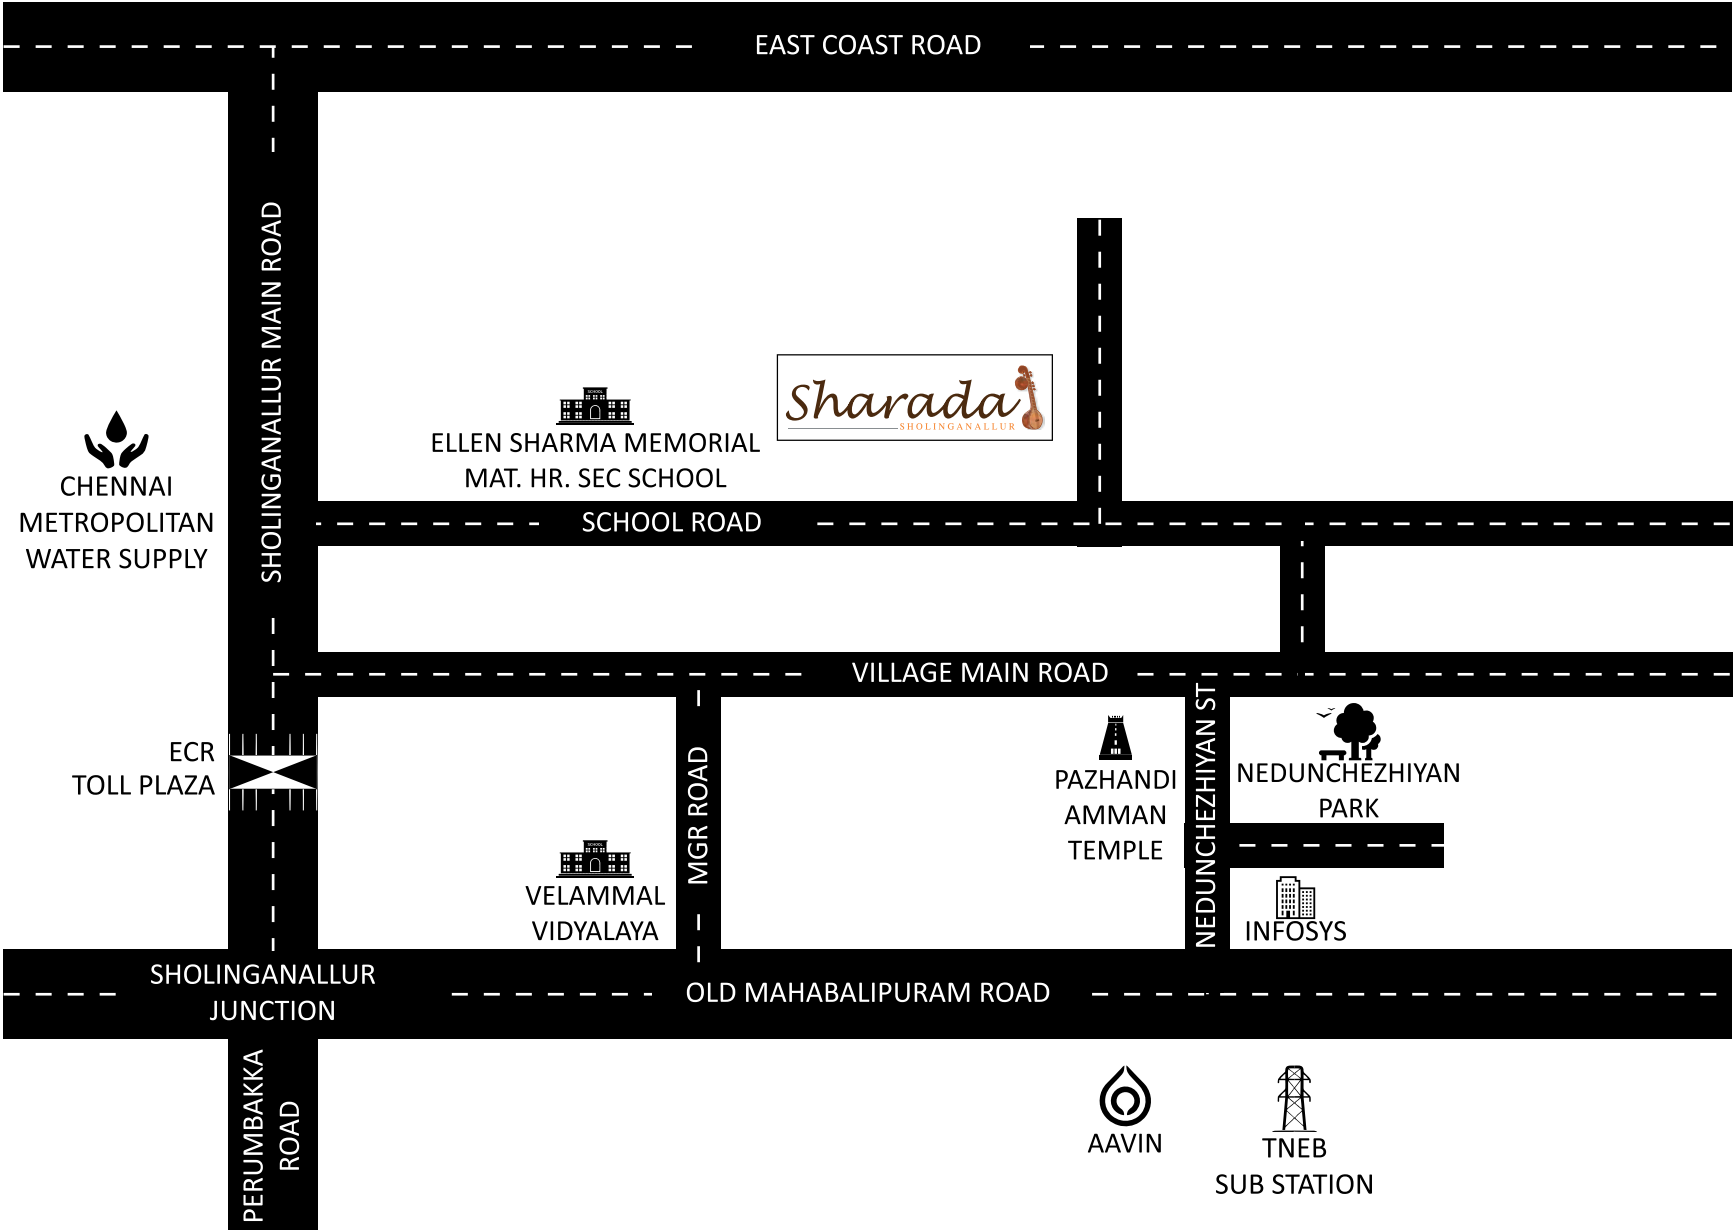 EAST COAST ROAD
SHOLINGANALLUR MAIN ROAD
Sharada
SHOLINGANALLUR
SCHOOL
ELLEN SHARMA MEMORIAL
MAT. HR. SEC SCHOOL
CHENNAI
METROPOLITAN
WATER SUPPLY
SCHOOL ROAD
VILLAGE MAIN ROAD
ECR
TOLL PLAZA
MGR ROAD
SCHOOL
VELAMMAL
VIDYALAYA
PAZHANDI
AMMAN
TEMPLE
NEDUNCHEZHIYAN ST
NEDUNCHEZHIYAN
PARK
INFOSYS
SHOLINGANALLUR
JUNCTION
OLD MAHABALIPURAM ROAD
PERUMBAKKA
ROAD
AAVIN
TNEB
SUB STATION